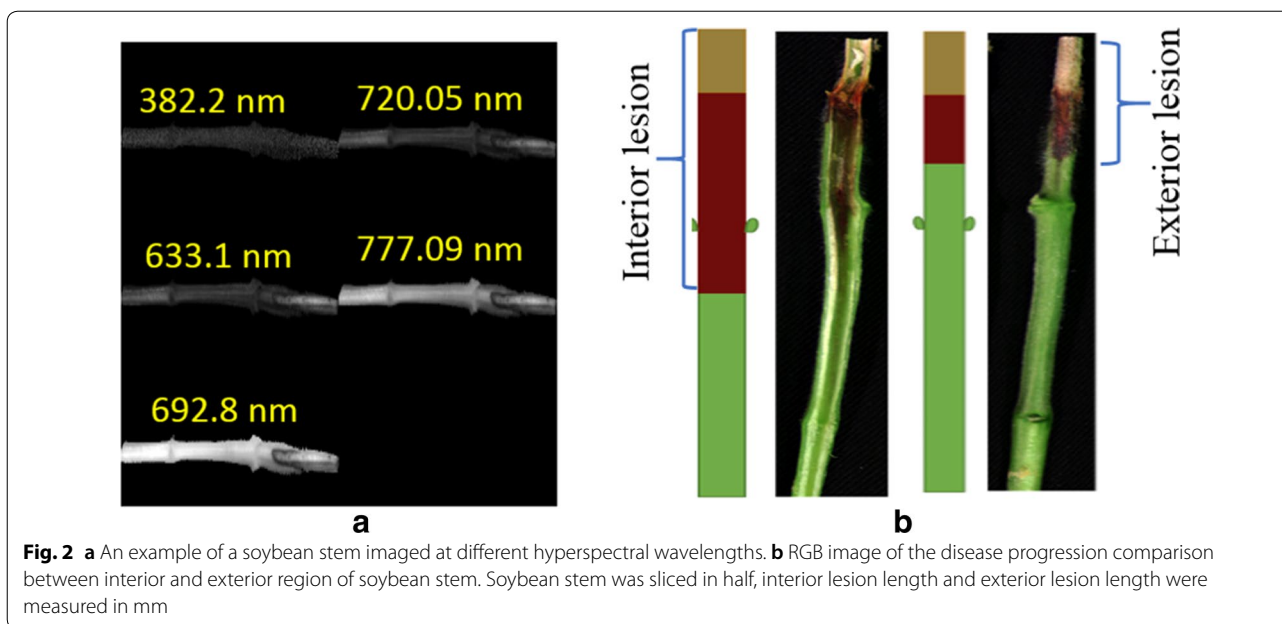 382.2 nm
720.05 nm
633.1 nm
777.09 nm
692.8 nm
a
Interior lesion
Exterior lesion
b
Fig. 2 a An example of a soybean stem imaged at different hyperspectral wavelengths. b RGB image of the disease progression comparison
between interior and exterior region of soybean stem. Soybean stem was sliced in half, interior lesion length and exterior lesion length were
measured in mm